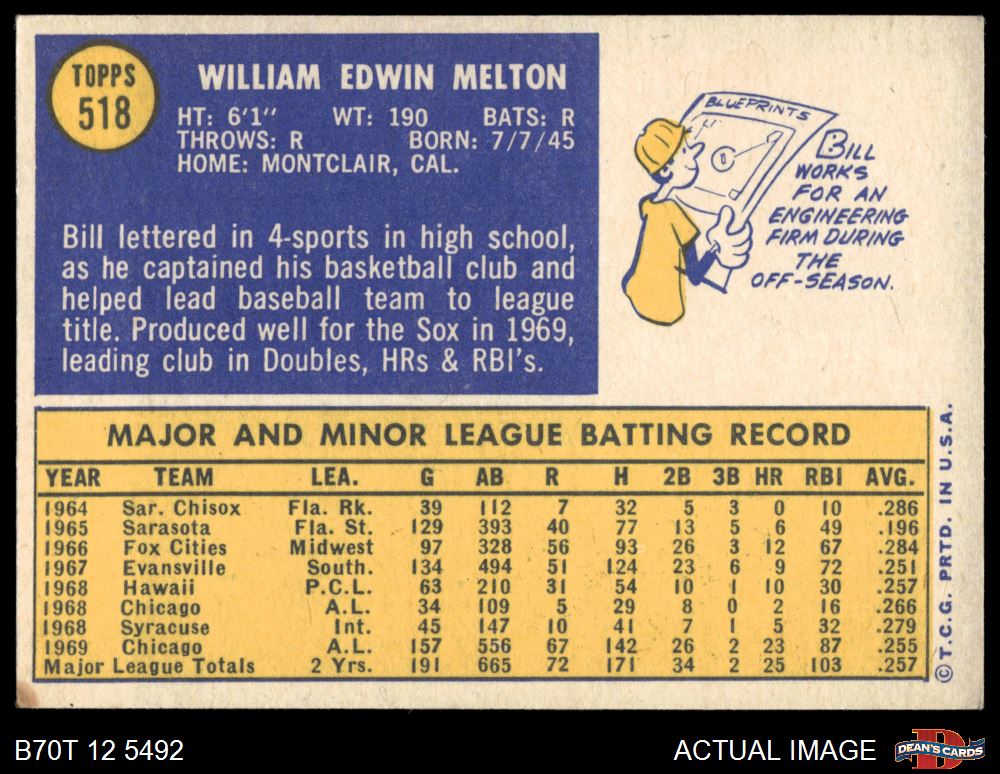 TOPPS
518
WILLIAM EDWIN MELTON
HT: 6'1" WT: 190 BATS: R
THROWS: R BORN: 7/7/45
HOME: MONTCLAIR, CAL.
Bill lettered in 4-sports in high school,
as he captained his basketball club and
helped lead baseball team to league
title. Produced well for the Sox in 1969,
leading club in Doubles, HRs & RBI's.
BLUEPRINTS
BILL
WORKS
FOR AN
ENGINEERING
FIRM DURING
THE
OFF-SEASON.
MAJOR AND MINOR LEAGUE BATTING RECORD
YEAR TEAM LEA. G AB R H 2B 3B HR RBI AVG.
1964 Sar. Chisox Fla. Rk. 39 112 7 32 5 3 0 10 .286
1965 Sarasota Fla. St. 129 393 40 77 13 5 6 49 .196
1966 Fox Cities Midwest 97 328 56 93 26 3 12 67 .284
1967 Evansville South. 134 494 51 124 23 6 9 72 .251
1968 Hawaii P.C.L. 63 210 31 54 10 1 10 30 .257
1968 Chicago A.L. 34 109 5 29 8 0 2 16 .266
1968 Syracuse Int. 45 147 10 41 7 1 5 32 .279
1969 Chicago A.L. 157 556 67 142 26 2 23 87 .255
Major League Totals 2 Yrs. 191 665 72 171 34 2 25 103 .257
© T.C.G. PRTD. IN U.S.A.
B70T 12 5492
ACTUAL IMAGE
D
DEAN'S CARDS